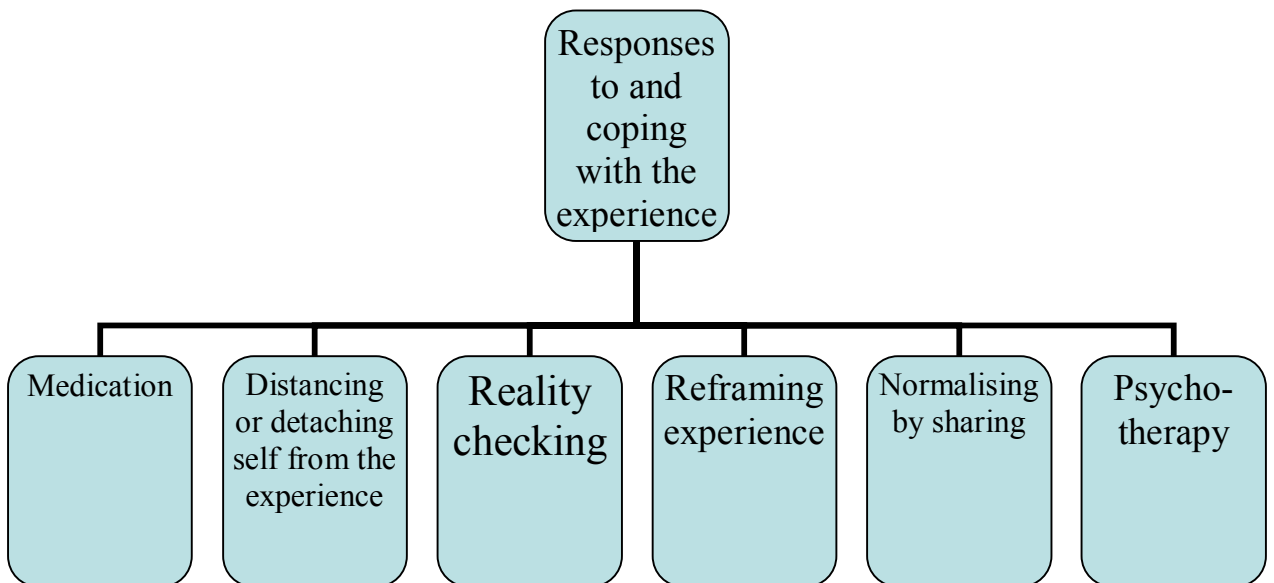 Responses
to and
coping
with the
experience
Medication
Distancing
or detaching
self from the
experience
Reality
checking
Reframing
experience
Normalising
by sharing
Psycho-
therapy